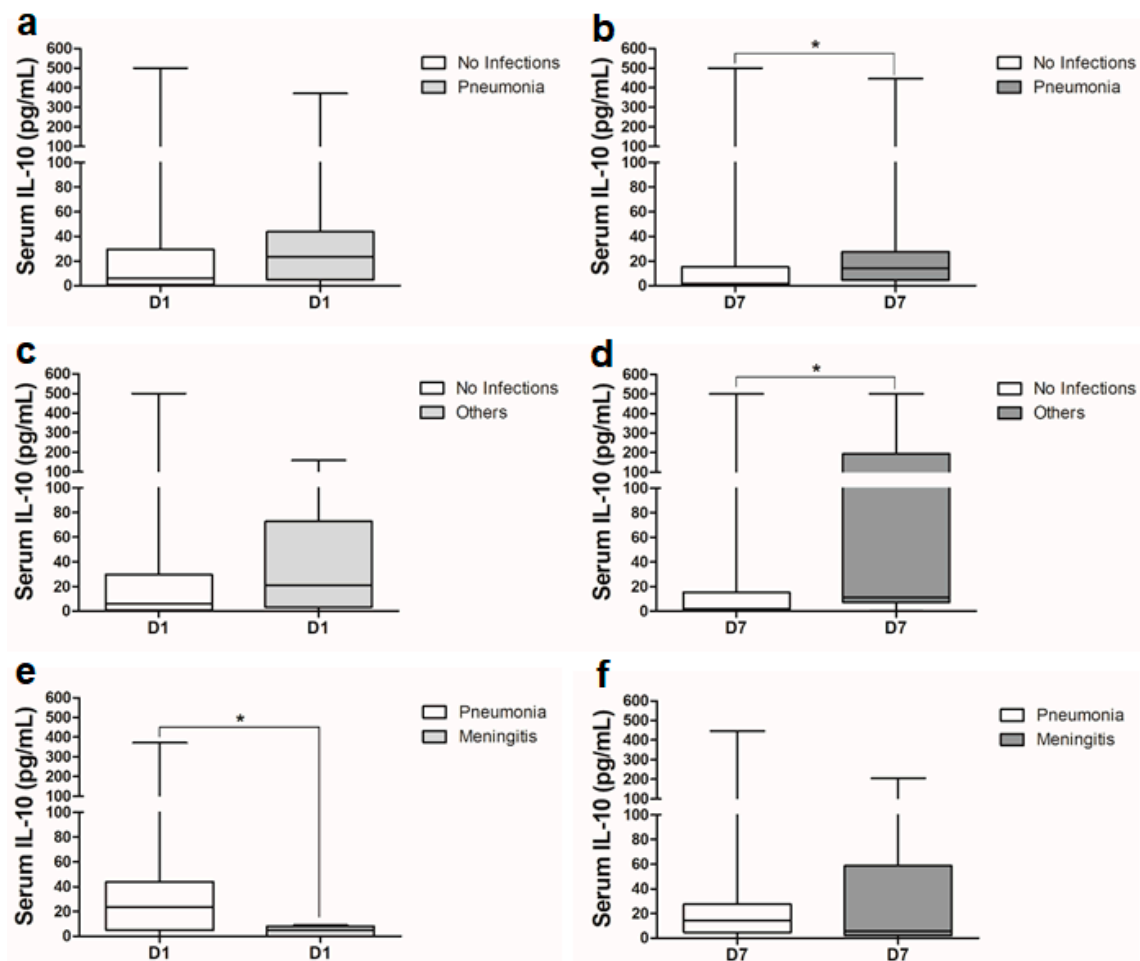 a
Serum IL-10 (pg/mL)
600
500
400
300
200
100
100
80
60
40
20
0
D1
D1
No Infections
Pneumonia
b
Serum IL-10 (pg/mL)
600
500
400
300
200
100
100
80
60
40
20
0
*
D7
D7
No Infections
Pneumonia
c
Serum IL-10 (pg/mL)
600
500
400
300
200
100
100
80
60
40
20
0
D1
D1
No Infections
Others
d
Serum IL-10 (pg/mL)
600
500
400
300
200
100
100
80
60
40
20
0
*
D7
D7
No Infections
Others
e
Serum IL-10 (pg/mL)
600
500
400
300
200
100
100
80
60
40
20
0
*
D1
D1
Pneumonia
Meningitis
f
Serum IL-10 (pg/mL)
600
500
400
300
200
100
100
80
60
40
20
0
D7
D7
Pneumonia
Meningitis